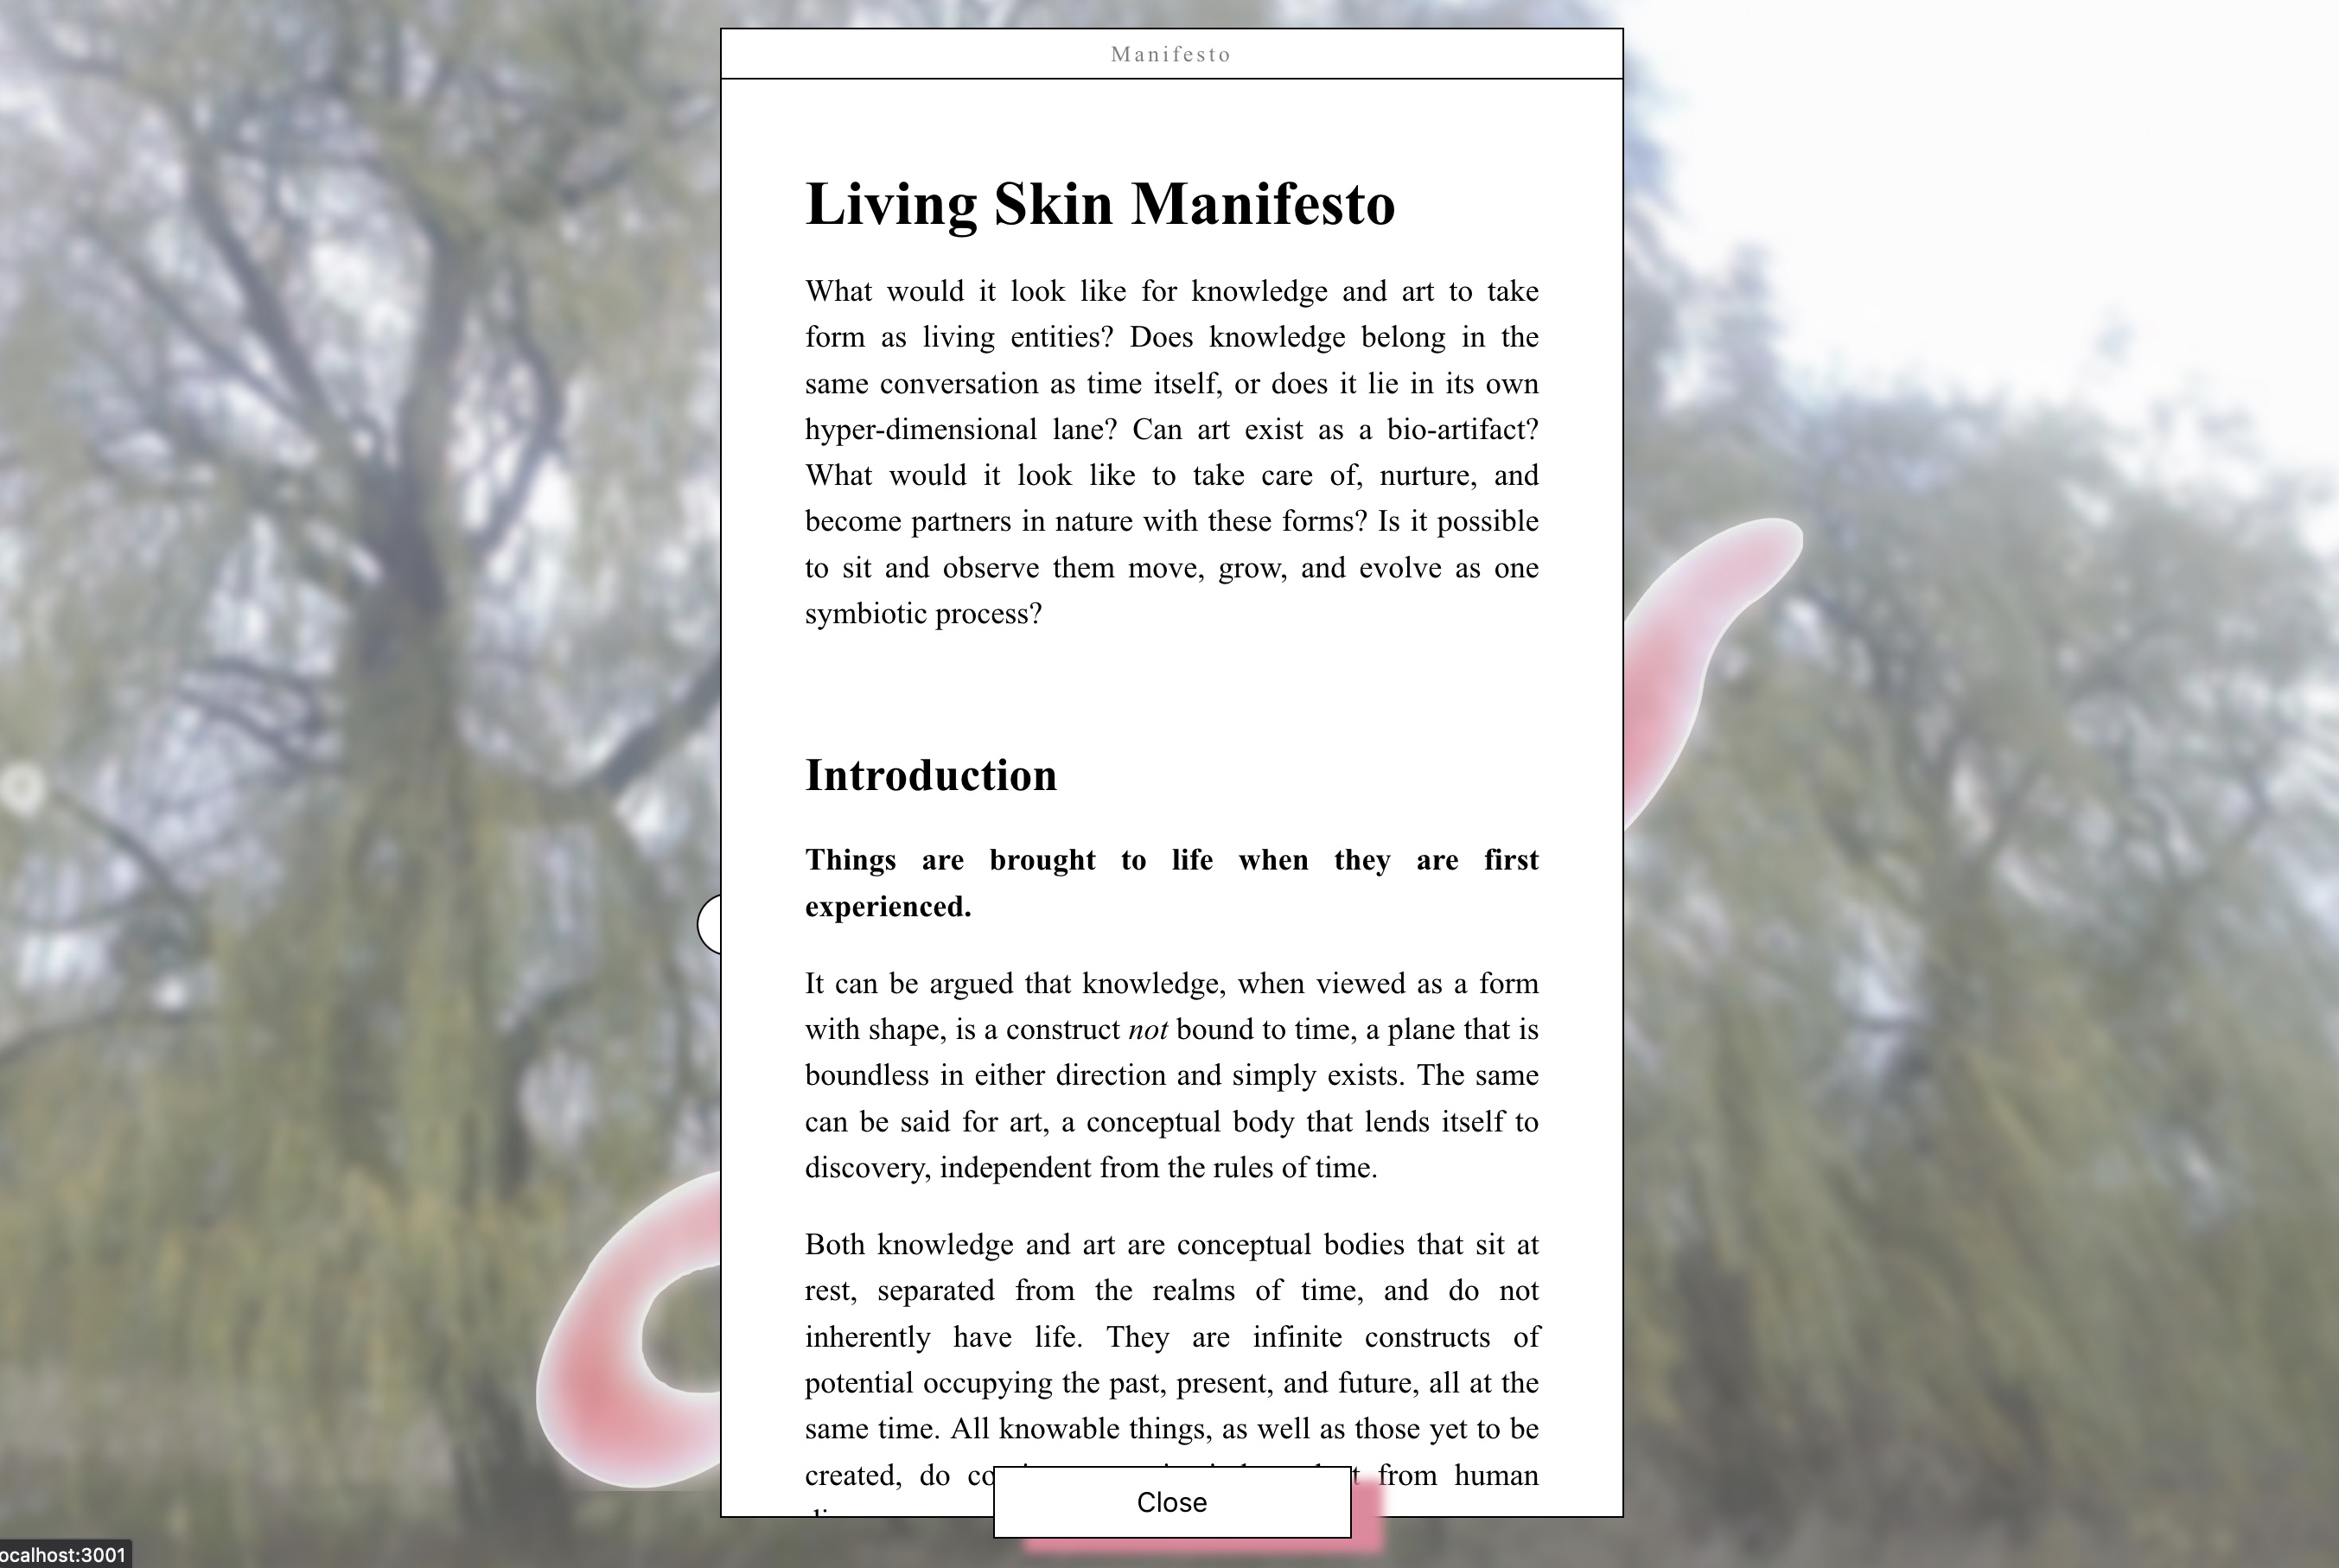 Manifesto
Living Skin Manifesto
What would it look like for knowledge and art to take
form as living entities? Does knowledge belong in the
same conversation as time itself, or does it lie in its own
hyper-dimensional lane? Can art exist as a bio-artifact?
What would it look like to take care of, nurture, and
become partners in nature with these forms? Is it possible
to sit and observe them move, grow, and evolve as one
symbiotic process?
Introduction
Things are brought to life when they are first
experienced.
It can be argued that knowledge, when viewed as a form
with shape, is a construct not bound to time, a plane that is
boundless in either direction and simply exists. The same
can be said for art, a conceptual body that lends itself to
discovery, independent from the rules of time.
Both knowledge and art are conceptual bodies that sit at
rest, separated from the realms of time, and do not
inherently have life. They are infinite constructs of
potential occupying the past, present, and future, all at the
same time. All knowable things, as well as those yet to be
created, do from human
Close
ocalhost:3001